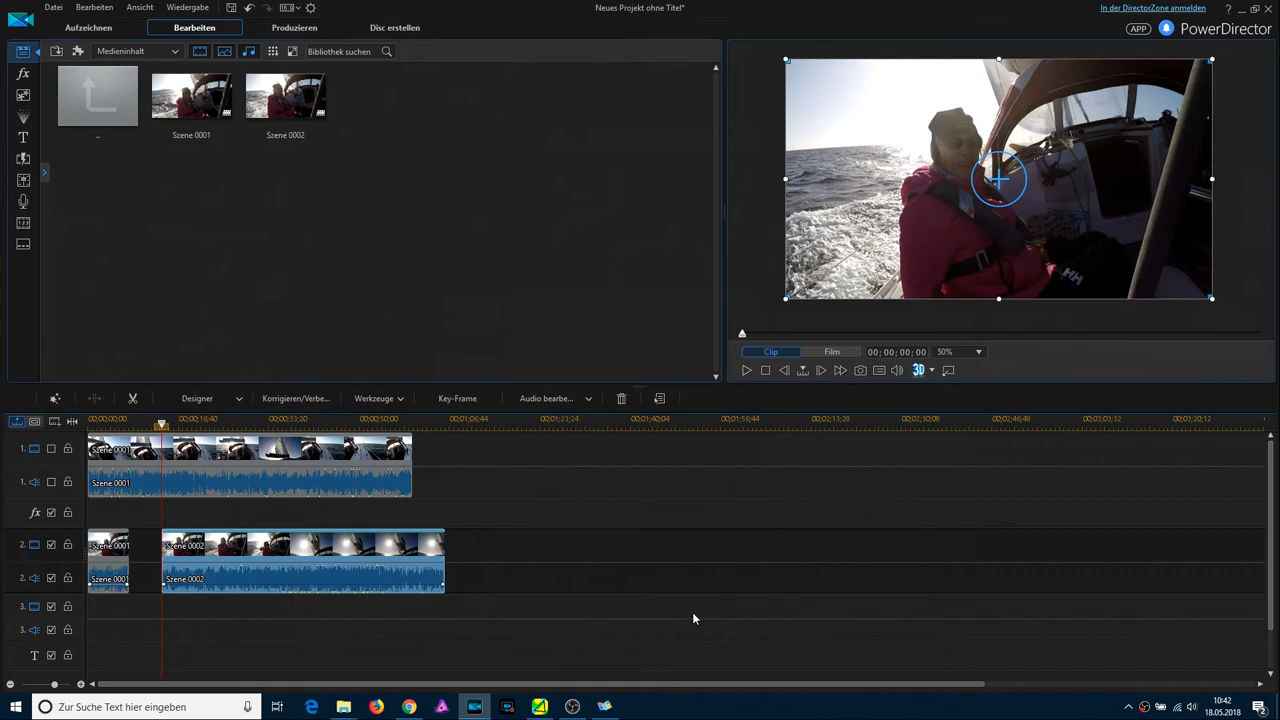 Datei Bearbeiten Ansicht Wiedergabe Neues Projekt ohne Titel* In der DirectorZone anmelden ?
Aufzeichnen Bearbeiten Produzieren Disc erstellen APP PowerDirector
Medieninhalt Bibliothek suchen
fx
T
.. Szene 0001 Szene 0002
HH
Clip Film 00; 00; 00; 00 50%
3D
Designer Korrigieren/Verbe... Werkzeuge Key-Frame Audio bearbe...
00;00;00;00 00;00;16;40 00;00;33;20 00;00;50;00 00;01;06;44 00;01;23;24 00;01;40;04 00;01;56;44 00;02;13;28 00;02;30;08 00;02;46;48 00;03;03;32 00;03;20;12
1. Szene 0001
1. Szene 0001
fx
2. Szene 0001 Szene 0002
2. Szene 0001 Szene 0002
3.
3.
T
Zur Suche Text hier eingeben
10:42
18.05.2018
2